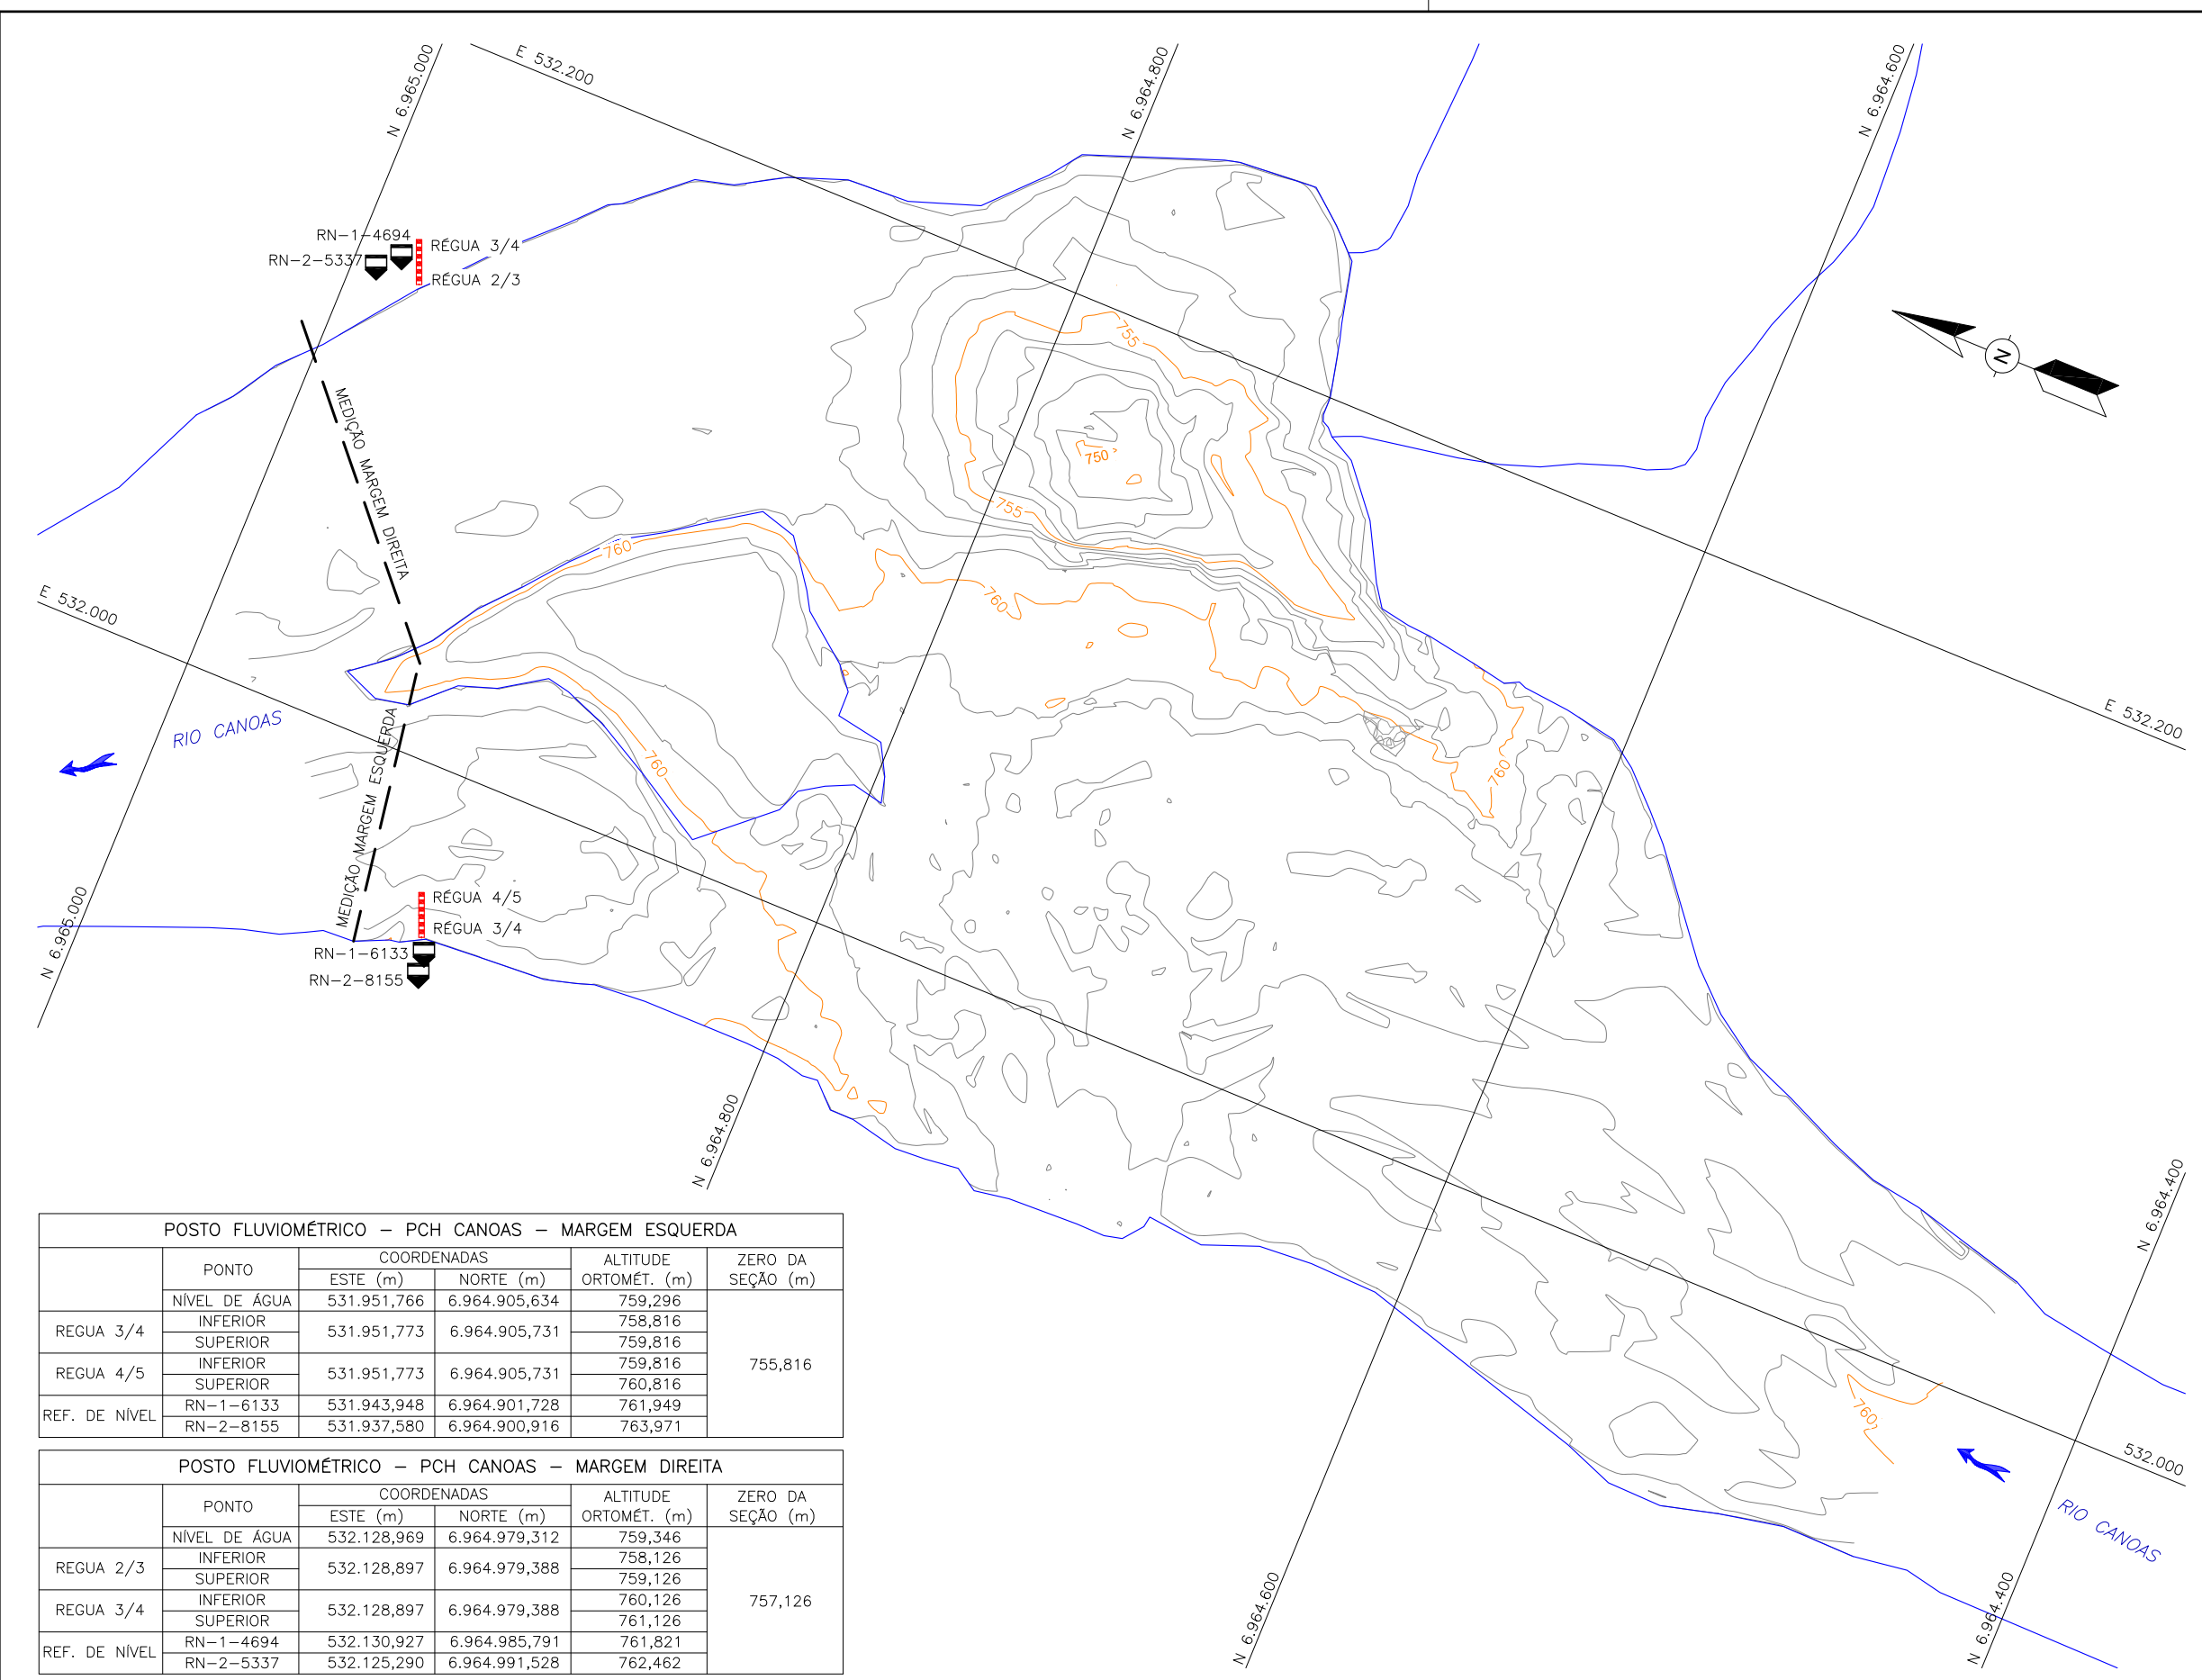 E 532.200
N 6.965.000
N 6.964.800
N 6.964.600
RN-1-4694
RÉGUA 3/4
RN-2-5337
RÉGUA 2/3
755
N
MEDIÇÃO MARGEM DIREITA
750
755
760
760
E 532.000
E 532.200
RIO CANOAS
MEDIÇÃO MARGEM ESQUERDA
760
760
RÉGUA 4/5
RÉGUA 3/4
N 6.965.000
RN-1-6133
RN-2-8155
N 6.964.800
N 6.964.400
760
532.000
RIO CANOAS
N 6.964.600
N 6.964.400
POSTO FLUVIOMÉTRICO - PCH CANOAS - MARGEM ESQUERDA
PONTO COORDENADAS ALTITUDE ORTOMÉT. (m) ZERO DA SEÇÃO (m)
ESTE (m) NORTE (m)
NÍVEL DE ÁGUA 531.951,766 6.964.905,634 759,296
REGUA 3/4 INFERIOR 531.951,773 6.964.905,731 758,816
SUPERIOR 759,816
REGUA 4/5 INFERIOR 531.951,773 6.964.905,731 759,816 755,816
SUPERIOR 760,816
REF. DE NÍVEL RN-1-6133 531.943,948 6.964.901,728 761,949
RN-2-8155 531.937,580 6.964.900,916 763,971
POSTO FLUVIOMÉTRICO - PCH CANOAS - MARGEM DIREITA
PONTO COORDENADAS ALTITUDE ORTOMÉT. (m) ZERO DA SEÇÃO (m)
ESTE (m) NORTE (m)
NÍVEL DE ÁGUA 532.128,969 6.964.979,312 759,346
REGUA 2/3 INFERIOR 532.128,897 6.964.979,388 758,126
SUPERIOR 759,126
REGUA 3/4 INFERIOR 532.128,897 6.964.979,388 760,126 757,126
SUPERIOR 761,126
REF. DE NÍVEL RN-1-4694 532.130,927 6.964.985,791 761,821
RN-2-5337 532.125,290 6.964.991,528 762,462